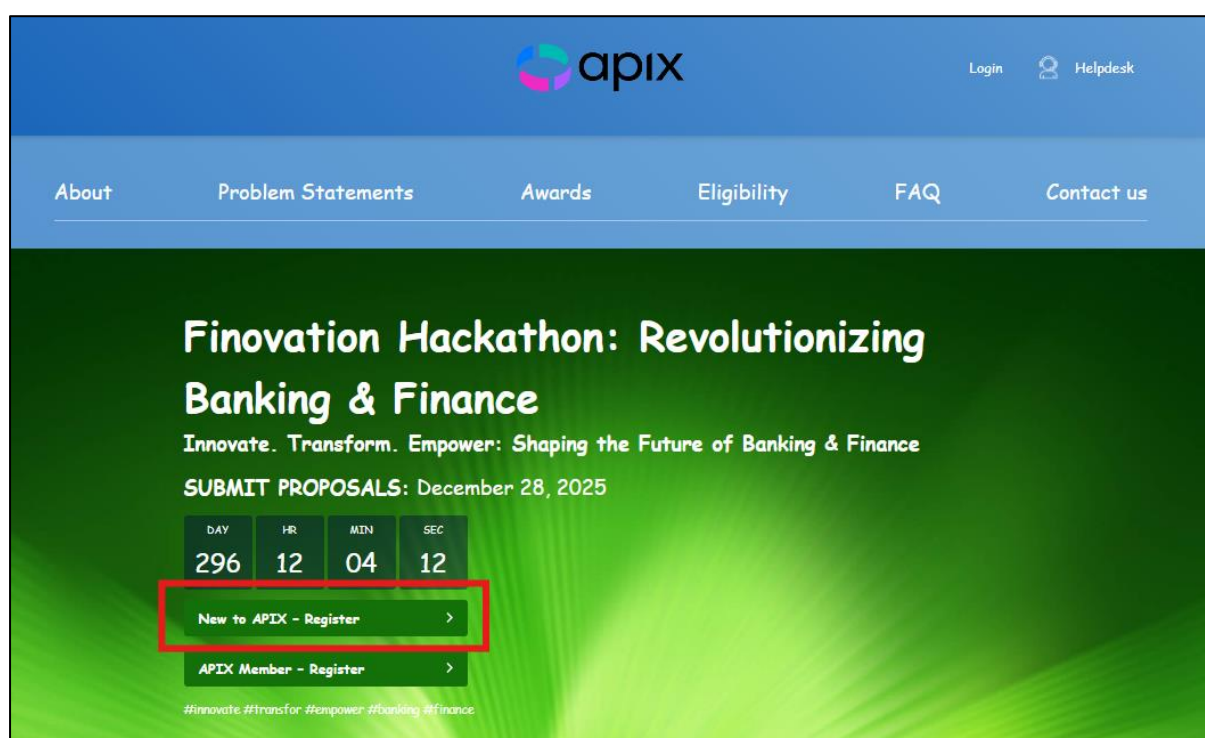 apix
Login
Helpdesk
About
Problem Statements
Awards
Eligibility
FAQ
Contact us
Finovation Hackathon: Revolutionizing
Banking & Finance
Innovate. Transform. Empower: Shaping the Future of Banking & Finance
SUBMIT PROPOSALS: December 28, 2025
DAY HR MIN SEC
296 12 04 12
New to APIX - Register
APIX Member - Register
#innovate #transfor #empower #banking #finance